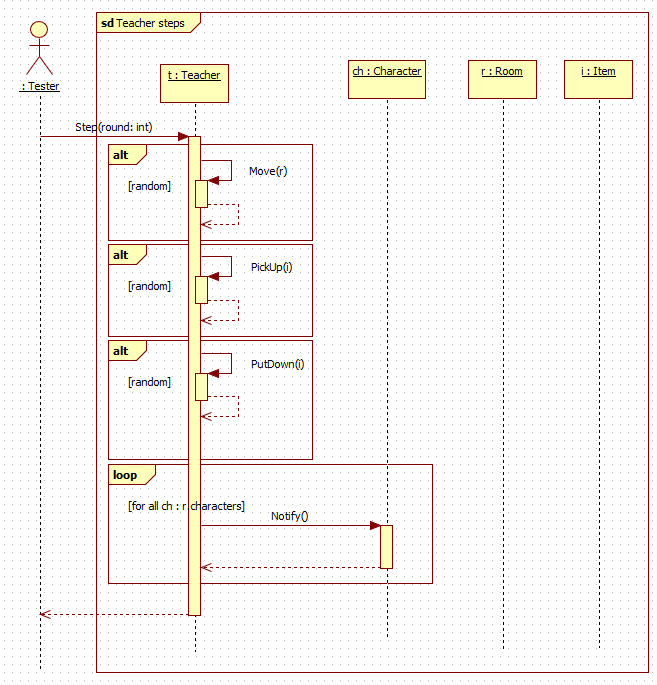 sd Teacher steps
: Tester
t : Teacher
ch : Character
r : Room
i : Item
Step(round: int)
alt
Move(r)
[random]
alt
PickUp(i)
[random]
alt
PutDown(i)
[random]
loop
[for all ch : r.characters]
Notify()